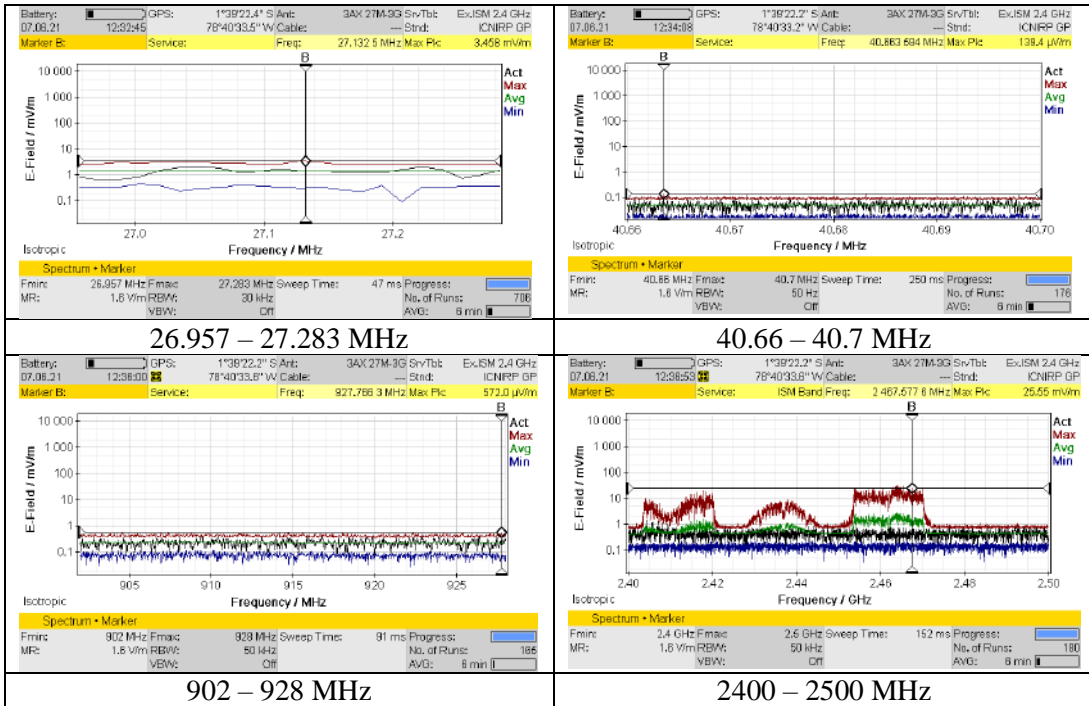 Battery: GPS: 1°39'22.4" S Ant: 3AX 27M-3G SrvTbl: Ex.ISM 2.4 GHz
07.06.21 12:32:45 78°40'33.5" W Cable: --- Stnd: ICNIRP GP
Marker B: Service: Freq: 27.132 5 MHz Max Pk: 3.458 mV/m
B
10 000
1 000
100
10
1
0.1
E-Field / mV/m
Act
Max
Avg
Min
27.0 27.1 27.2
Isotropic Frequency / MHz
Spectrum • Marker
Fmin: 26.957 MHz Fmax: 27.283 MHz Sweep Time: 47 ms Progress:
MR: 1.6 V/m RBW: 30 kHz No. of Runs: 706
VBW: Off AVG: 6 min
26.957 – 27.283 MHz
Battery: GPS: 1°39'22.2" S Ant: 3AX 27M-3G SrvTbl: Ex.ISM 2.4 GHz
07.06.21 12:34:08 78°40'33.2" W Cable: --- Stnd: ICNIRP GP
Marker B: Service: Freq: 40.663 694 MHz Max Pk: 139.4 µV/m
B
10 000
1 000
100
10
1
0.1
E-Field / mV/m
Act
Max
Avg
Min
40.66 40.67 40.68 40.69 40.70
Isotropic Frequency / MHz
Spectrum • Marker
Fmin: 40.66 MHz Fmax: 40.7 MHz Sweep Time: 250 ms Progress:
MR: 1.6 V/m RBW: 50 Hz No. of Runs: 176
VBW: Off AVG: 6 min
40.66 – 40.7 MHz
Battery: GPS: 1°39'22.2" S Ant: 3AX 27M-3G SrvTbl: Ex.ISM 2.4 GHz
07.06.21 12:36:00 78°40'33.6" W Cable: --- Stnd: ICNIRP GP
Marker B: Service: Freq: 927.766 3 MHz Max Pk: 572.0 µV/m
B
10 000
1 000
100
10
1
0.1
E-Field / mV/m
Act
Max
Avg
Min
905 910 915 920 925
Isotropic Frequency / MHz
Spectrum • Marker
Fmin: 902 MHz Fmax: 928 MHz Sweep Time: 91 ms Progress:
MR: 1.6 V/m RBW: 50 kHz No. of Runs:
VBW: Off AVG: 6 min
902 – 928 MHz
Battery: GPS: 1°39'22.2" S Ant: 3AX 27M-3G SrvTbl: Ex.ISM 2.4 GHz
07.06.21 12:36:53 78°40'33.6" W Cable: --- Stnd: ICNIRP GP
Marker B: Service: ISM Band Freq: 2 467.577 6 MHz Max Pk: 25.55 mV/m
B
10 000
1 000
100
10
1
0.1
E-Field / mV/m
Act
Max
Avg
Min
2.40 2.42 2.44 2.46 2.48 2.50
Isotropic Frequency / GHz
Spectrum • Marker
Fmin: 2.4 GHz Fmax: 2.5 GHz Sweep Time: 152 ms Progress:
MR: 1.6 V/m RBW: 50 kHz No. of Runs: 180
VBW: Off AVG: 6 min
2400 – 2500 MHz